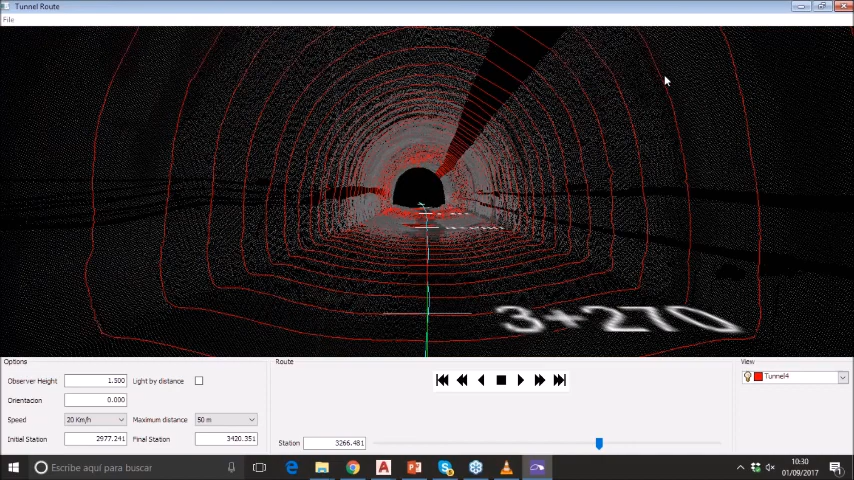 Tunnel Route
File
3+270
Options
Observer Height 1.500 Light by distance
Orientacion 0.000
Speed 20 Km/h Maximum distance 50 m
Initial Station 2977.241 Final Station 3420.351
Route
Station 3266.481
View
Tunnel4
Escribe aquí para buscar
10:30
01/09/2017